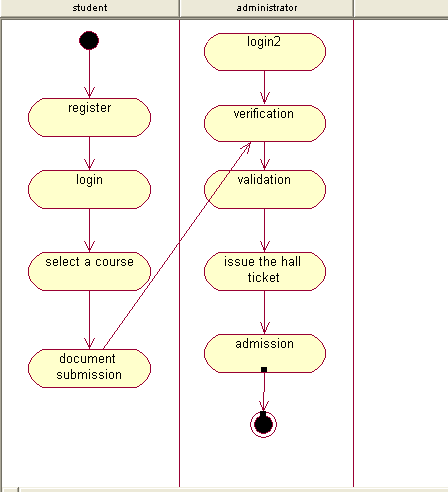 student
administrator
register
login
select a course
document
submission
login2
verification
validation
issue the hall
ticket
admission